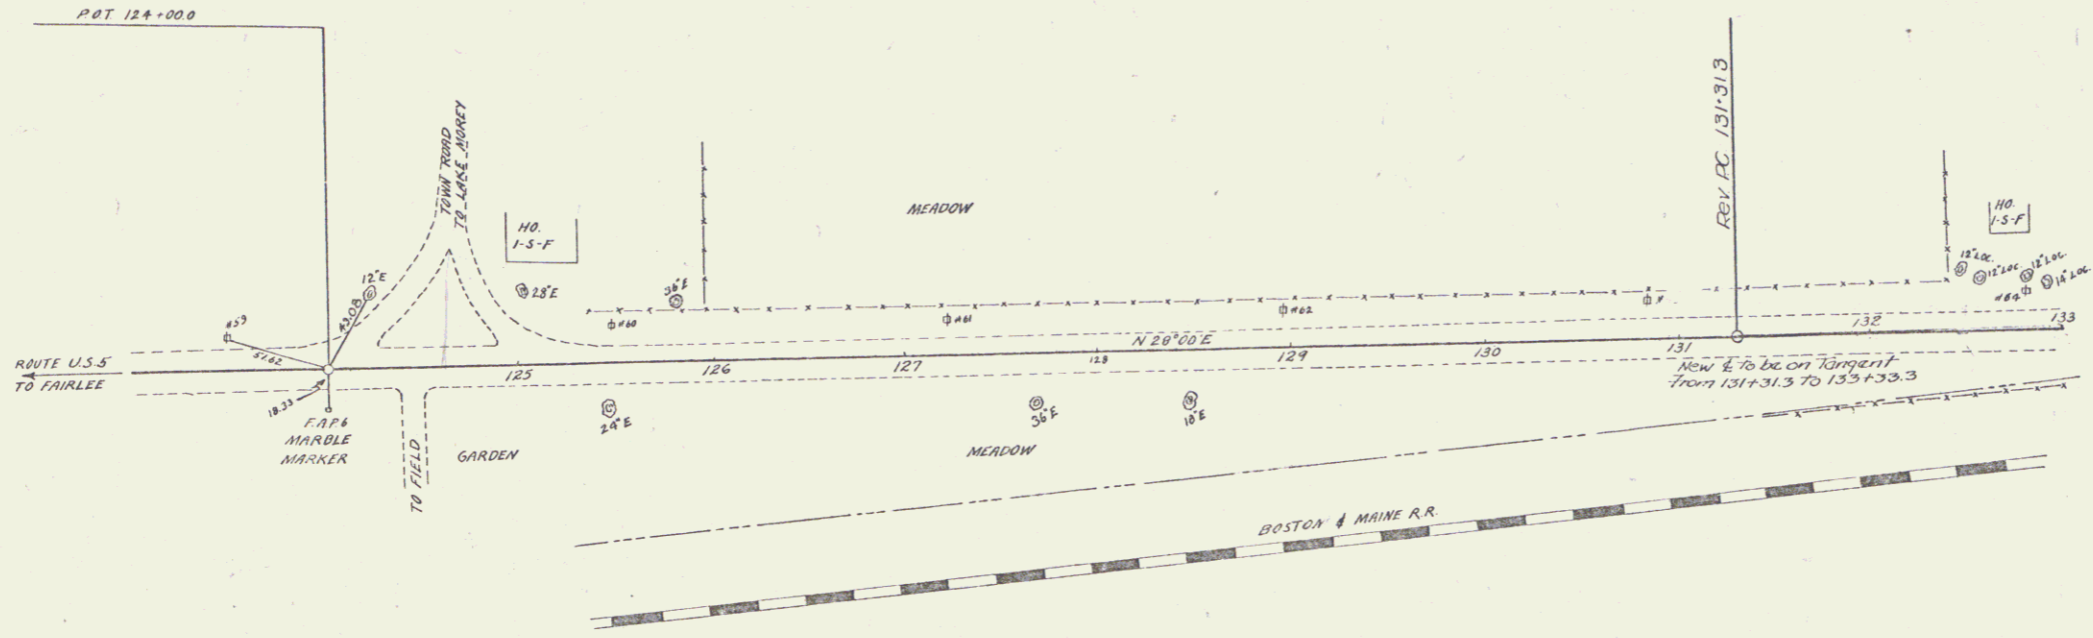 P.O.T. 124+00.0
TOWN ROAD
TO LAKE MOREY
HO.
1-S-F
MEADOW
Rev. P.C. 131+31.3
HO.
1-S-F
12"E
43.08
28"E
36"E
12" LOC.
12" LOC.
12" LOC.
14" LOC.
#59
51.62
#60
#61
#62
#64
ROUTE U.S.5
TO FAIRLEE
N 28°00'E
125
126
127
128
129
130
131
132
133
New ℄ To be on Tangent
From 131+31.3 To 133+33.3
18.33
F.A.P.6
MARBLE
MARKER
TO FIELD
GARDEN
24"E
MEADOW
36"E
18"E
BOSTON & MAINE R.R.